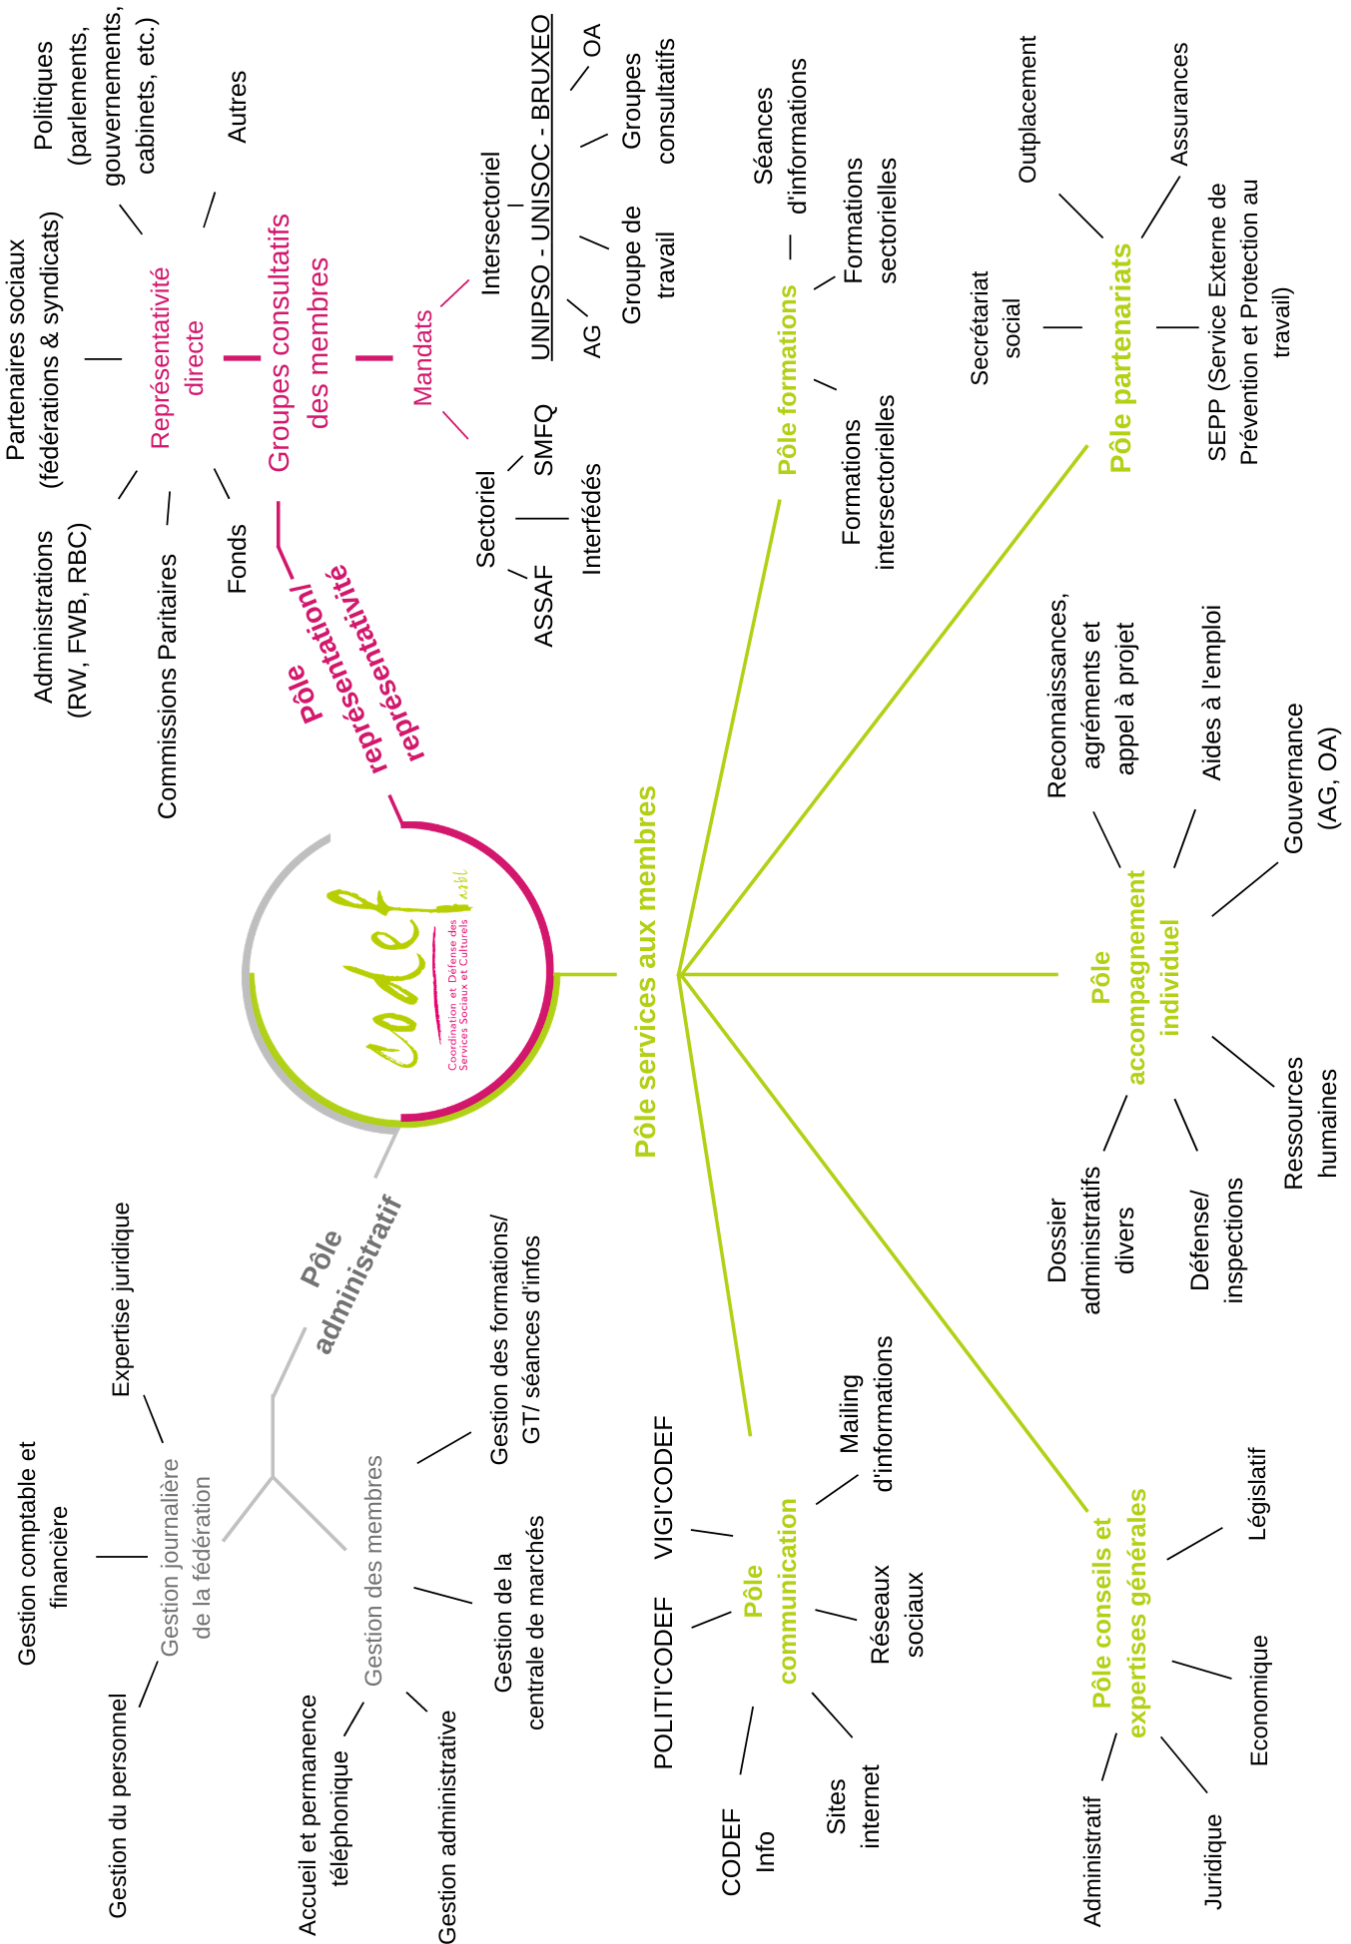 Gestion comptable et
financière
Expertise juridique
Gestion du personnel
Gestion journalière
de la fédération
Pôle
administratif
Gestion des membres
Accueil et permanence
téléphonique
Gestion administrative
Gestion de la
centrale de marchés
Gestion des formations/
GT/ séances d'infos
codef
asbl
Coordination et Défense des
Services Sociaux et Culturels
Pôle
représentation/
représentativité
Partenaires sociaux
(fédérations & syndicats)
Politiques
(parlements,
gouvernements,
cabinets, etc.)
Administrations
(RW, FWB, RBC)
Commissions Paritaires
Fonds
Autres
Représentativité
directe
Groupes consultatifs
des membres
Mandats
Sectoriel
ASSAF
SMFQ
Interfédés
Intersectoriel
UNIPSO - UNISOC - BRUXEO
AG
Groupe de
travail
Groupes
consultatifs
OA
Pôle services aux membres
POLITI'CODEF
VIGI'CODEF
CODEF
Info
Pôle
communication
Sites
internet
Réseaux
sociaux
Mailing
d'informations
Pôle formations
Séances
d'informations
Formations
intersectorielles
Formations
sectorielles
Pôle conseils et
expertises générales
Administratif
Juridique
Economique
Législatif
Pôle
accompagnement
individuel
Dossier
administratifs
divers
Défense/
inspections
Ressources
humaines
Gouvernance
(AG, OA)
Aides à l'emploi
Reconnaissances,
agréments et
appel à projet
Pôle partenariats
Secrétariat
social
Outplacement
SEPP (Service Externe de
Prévention et Protection au
travail)
Assurances